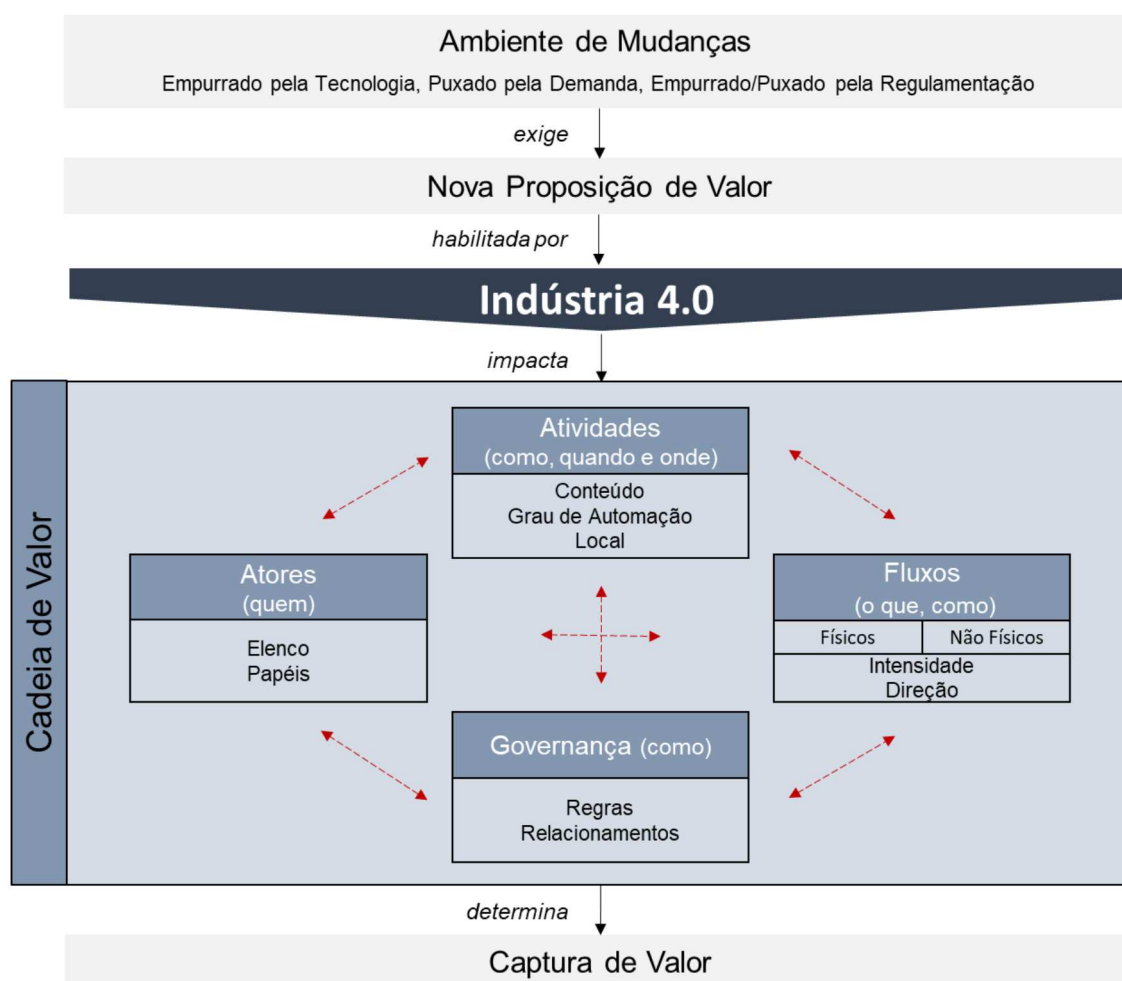 Ambiente de Mudanças
Empurrado pela Tecnologia, Puxado pela Demanda, Empurrado/Puxado pela Regulamentação
exige
Nova Proposição de Valor
habilitada por
Indústria 4.0
impacta
Cadeia de Valor
Atividades
(como, quando e onde)
Conteúdo
Grau de Automação
Local
Atores
(quem)
Elenco
Papéis
Fluxos
(o que, como)
Físicos
Não Físicos
Intensidade
Direção
Governança (como)
Regras
Relacionamentos
determina
Captura de Valor